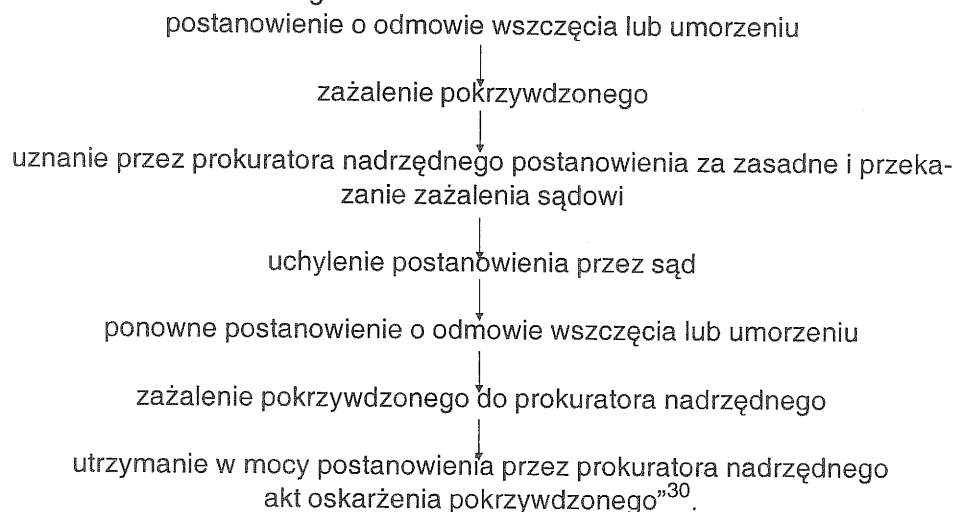 postanowienie o odmowie wszczęcia lub umorzeniu
zażalenie pokrzywdzonego
uznanie przez prokuratora nadrzędnego postanowienia za zasadne i przeka-
zanie zażalenia sądowi
uchylenie postanowienia przez sąd
ponowne postanowienie o odmowie wszczęcia lub umorzeniu
zażalenie pokrzywdzonego do prokuratora nadrzędnego
utrzymanie w mocy postanowienia przez prokuratora nadrzędnego
akt oskarżenia pokrzywdzonego”30.